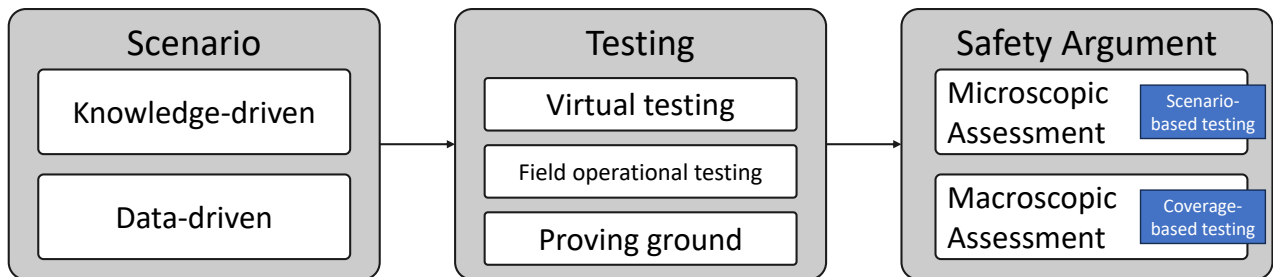 Scenario
Knowledge-driven
Data-driven
Testing
Virtual testing
Field operational testing
Proving ground
Safety Argument
Microscopic
Assessment
Scenario-
based testing
Macroscopic
Assessment
Coverage-
based testing